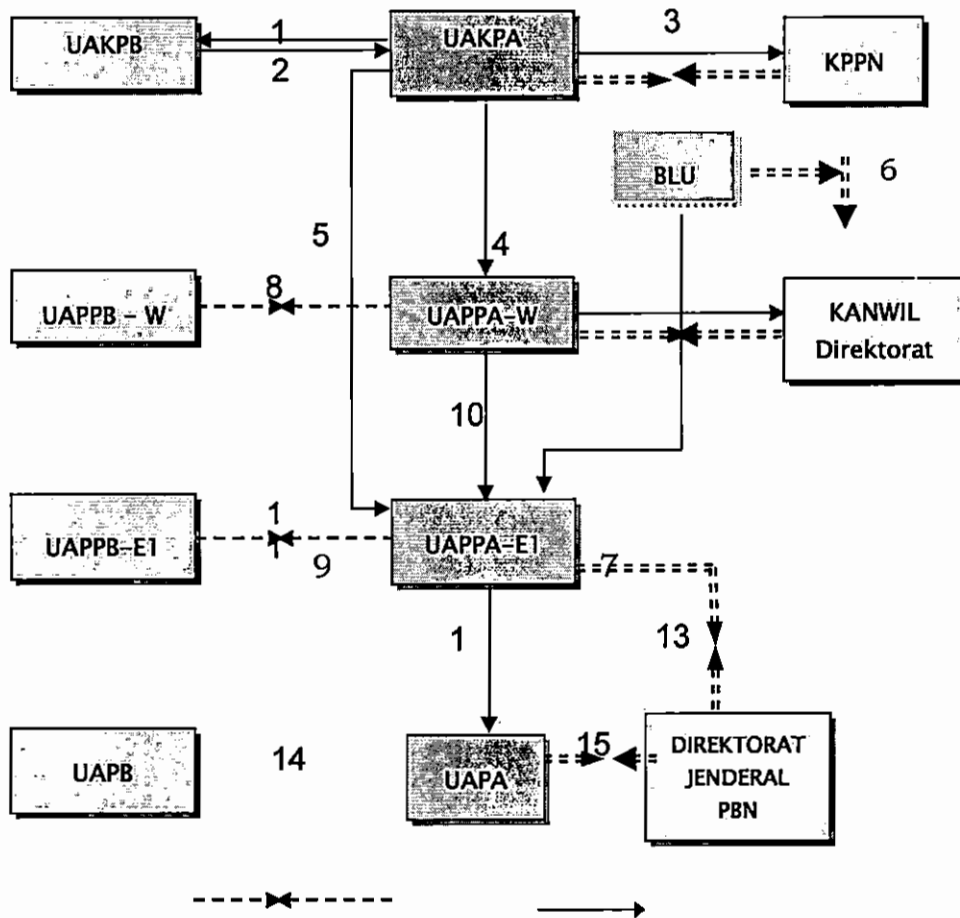 UAKPB
1
2
UAKPA
3
KPPN
BLU
6
5
4
UAPPB - W
8
UAPPA-W
KANWIL
Direktorat
10
UAPPB-E1
1
9
UAPPA-E1
7
1
13
UAPB
14
UAPA
15
DIREKTORAT
JENDERAL
PBN